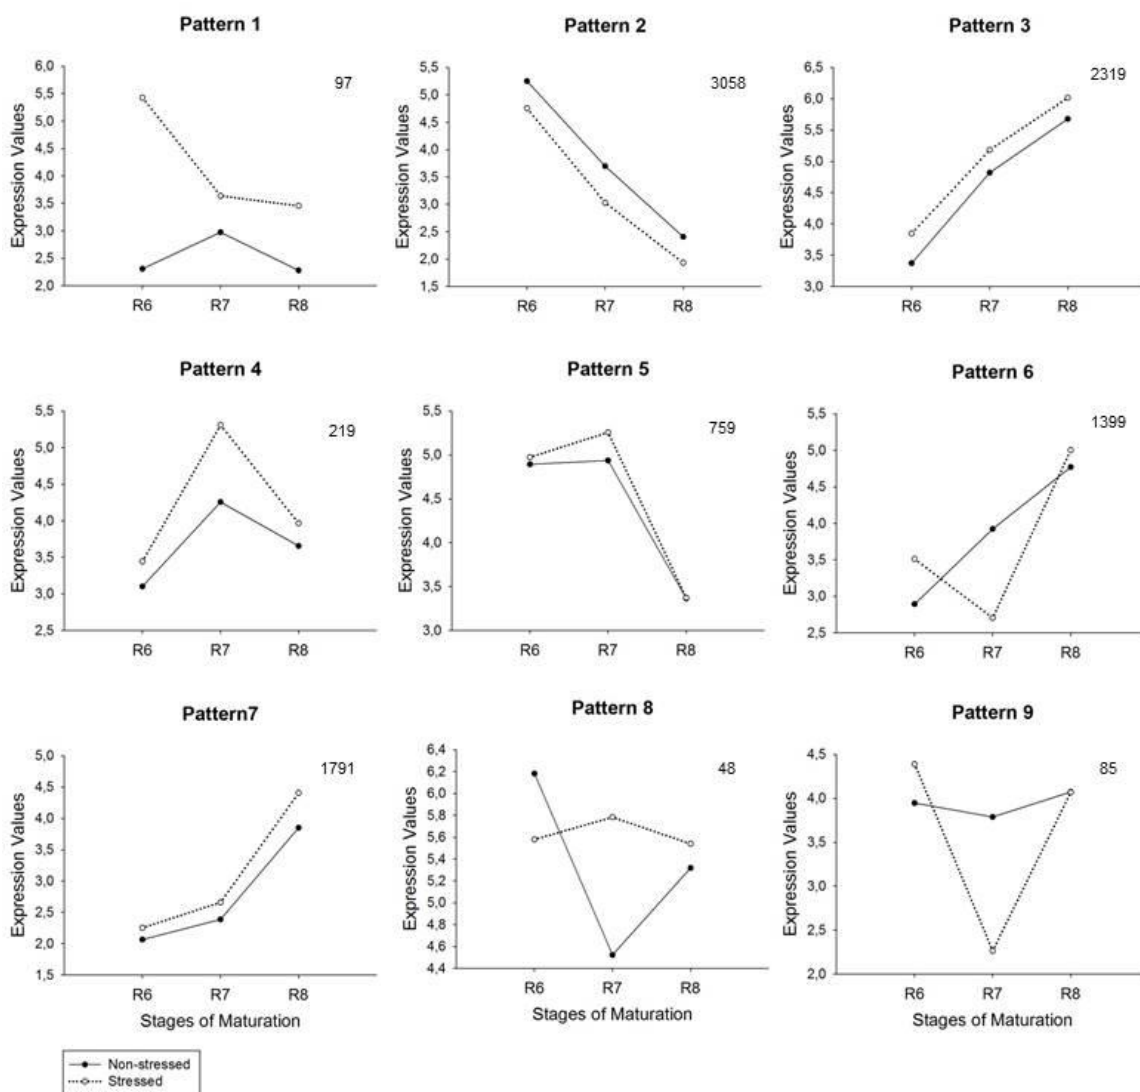 Pattern 1
97
Expression Values
6,0
5,5
5,0
4,5
4,0
3,5
3,0
2,5
2,0
R6 R7 R8
Pattern 2
3058
Expression Values
5,5
5,0
4,5
4,0
3,5
3,0
2,5
2,0
1,5
R6 R7 R8
Pattern 3
2319
Expression Values
6,5
6,0
5,5
5,0
4,5
4,0
3,5
3,0
R6 R7 R8
Pattern 4
219
Expression Values
5,5
5,0
4,5
4,0
3,5
3,0
2,5
R6 R7 R8
Pattern 5
759
Expression Values
5,5
5,0
4,5
4,0
3,5
3,0
R6 R7 R8
Pattern 6
1399
Expression Values
5,5
5,0
4,5
4,0
3,5
3,0
2,5
R6 R7 R8
Pattern7
1791
Expression Values
5,0
4,5
4,0
3,5
3,0
2,5
2,0
1,5
R6 R7 R8
Stages of Maturation
Pattern 8
48
Expression Values
6,4
6,2
6,0
5,8
5,6
5,4
5,2
5,0
4,8
4,6
4,4
R6 R7 R8
Stages of Maturation
Pattern 9
85
Expression Values
4,5
4,0
3,5
3,0
2,5
2,0
R6 R7 R8
Stages of Maturation
Non-stressed
Stressed